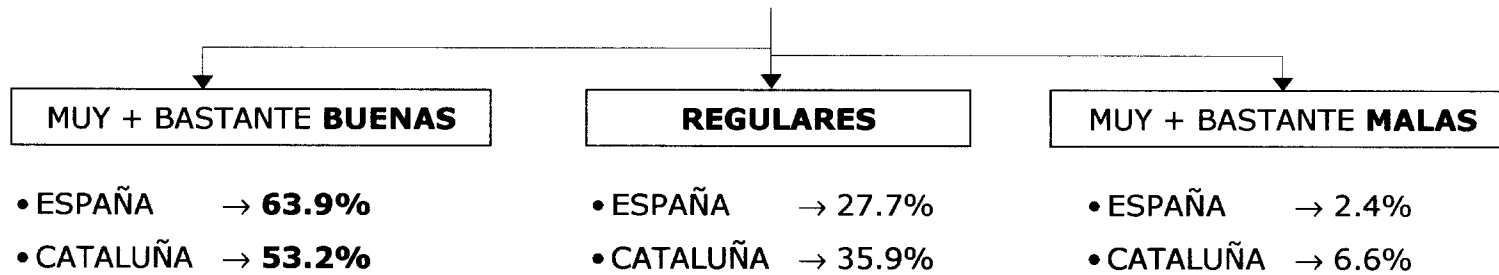 MUY + BASTANTE BUENAS
REGULARES
MUY + BASTANTE MALAS
• ESPAÑA → 63.9%
• CATALUÑA → 53.2%
• ESPAÑA → 27.7%
• CATALUÑA → 35.9%
• ESPAÑA → 2.4%
• CATALUÑA → 6.6%